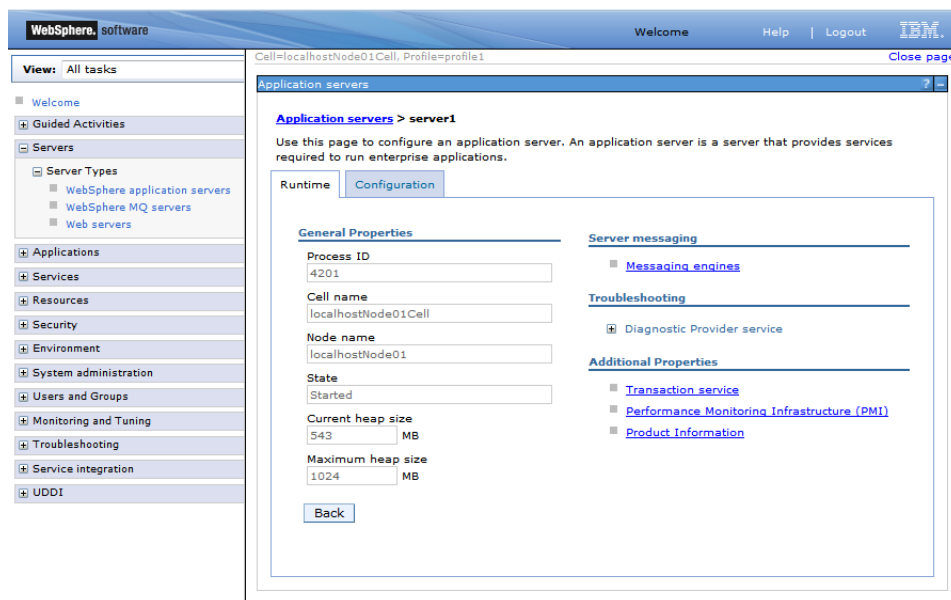 WebSphere. software
Welcome Help | Logout IBM.
View: All tasks
Welcome
Guided Activities
Servers
Server Types
WebSphere application servers
WebSphere MQ servers
Web servers
Applications
Services
Resources
Security
Environment
System administration
Users and Groups
Monitoring and Tuning
Troubleshooting
Service integration
UDDI
Cell=localhostNode01Cell, Profile=profile1
Close page
Application servers ? –
Application servers > server1
Use this page to configure an application server. An application server is a server that provides services
required to run enterprise applications.
Runtime Configuration
General Properties
Process ID
4201
Cell name
localhostNode01Cell
Node name
localhostNode01
State
Started
Current heap size
543 MB
Maximum heap size
1024 MB
Back
Server messaging
Messaging engines
Troubleshooting
Diagnostic Provider service
Additional Properties
Transaction service
Performance Monitoring Infrastructure (PMI)
Product Information